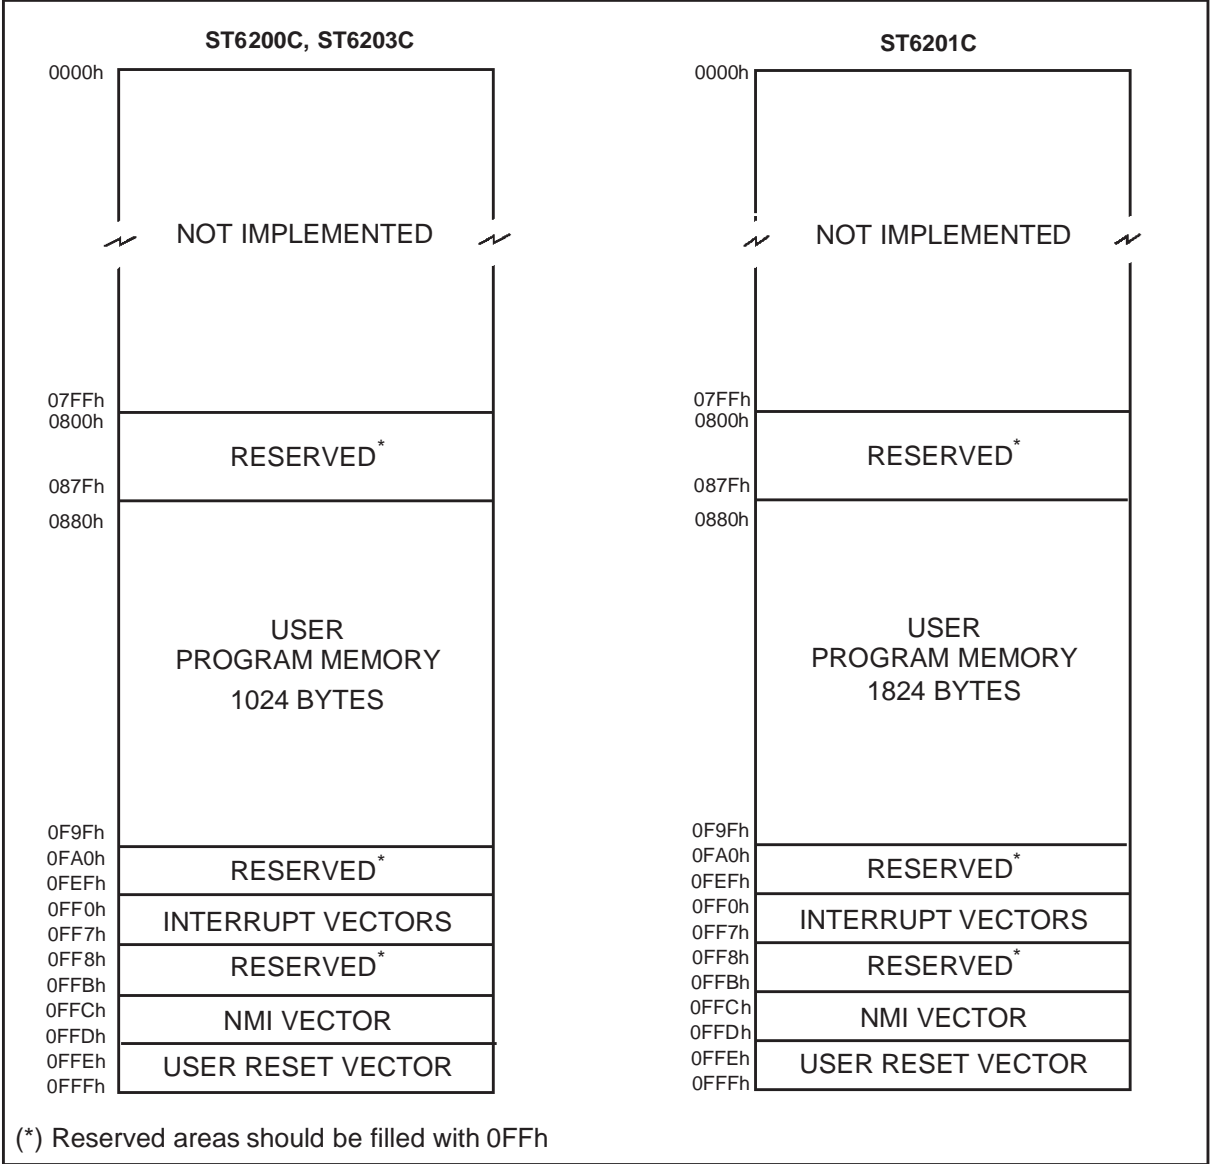 ST6200C, ST6203C
0000h
NOT IMPLEMENTED
07FFh
0800h
RESERVED*
087Fh
0880h
USER
PROGRAM MEMORY
1024 BYTES
0F9Fh
0FA0h
RESERVED*
0FEFh
0FF0h
INTERRUPT VECTORS
0FF7h
0FF8h
RESERVED*
0FFBh
0FFCh
NMI VECTOR
0FFDh
0FFEh
USER RESET VECTOR
0FFFh
ST6201C
0000h
NOT IMPLEMENTED
07FFh
0800h
RESERVED*
087Fh
0880h
USER
PROGRAM MEMORY
1824 BYTES
0F9Fh
0FA0h
RESERVED*
0FEFh
0FF0h
INTERRUPT VECTORS
0FF7h
0FF8h
RESERVED*
0FFBh
0FFCh
NMI VECTOR
0FFDh
0FFEh
USER RESET VECTOR
0FFFh
(*) Reserved areas should be filled with 0FFh